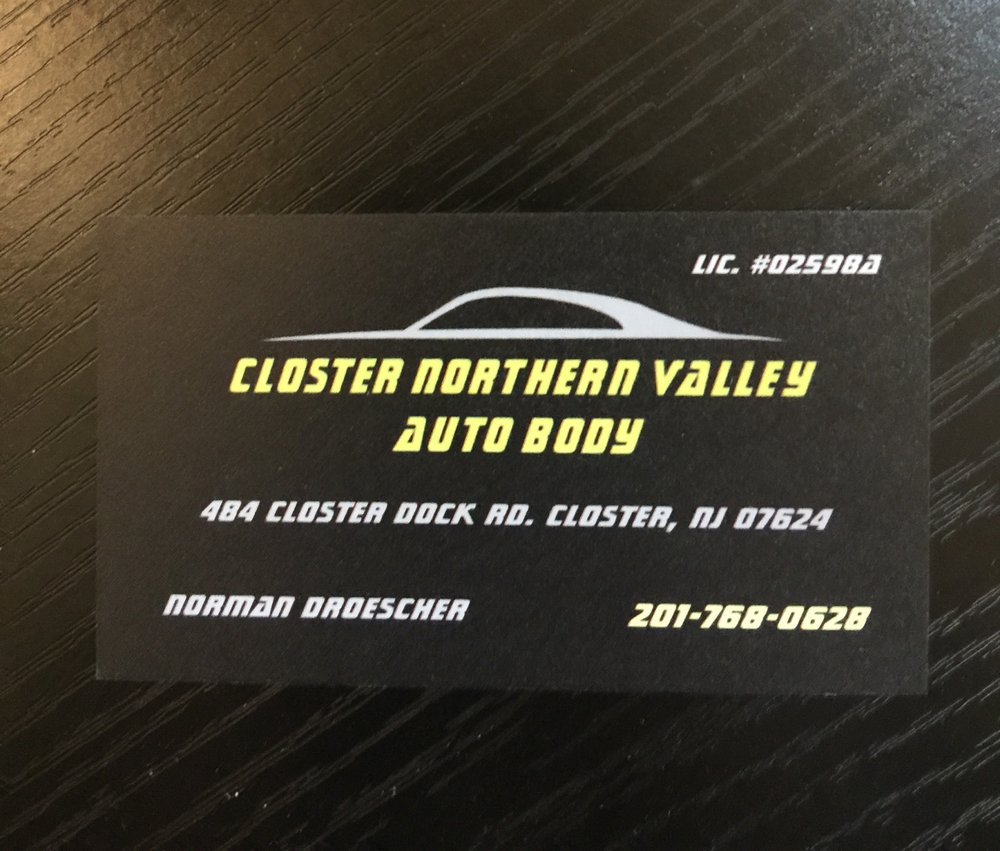 LIC. #02598A
CLOSTER NORTHERN VALLEY
AUTO BODY
484 CLOSTER DOCK RD. CLOSTER, NJ 07624
NORMAN DROESCHER
201-768-0628